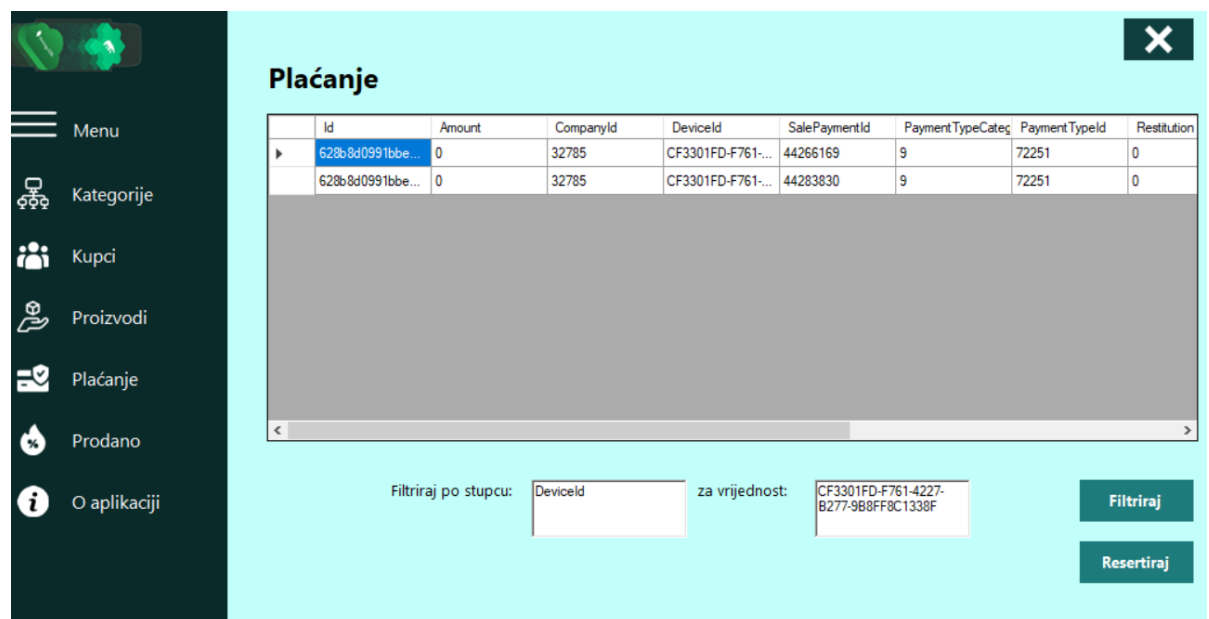 Plaćanje
Menu
Kategorije
Kupci
Proizvodi
Plaćanje
Prodano
O aplikaciji
Id Amount CompanyId DeviceId SalePaymentId PaymentTypeCateg PaymentTypeId Restitution
628b8d0991bbe... 0 32785 CF3301FD-F761-... 44266169 9 72251 0
628b8d0991bbe... 0 32785 CF3301FD-F761-... 44283830 9 72251 0
Filtriraj po stupcu: DeviceId za vrijednost: CF3301FD-F761-4227-
B277-9B8FF8C1338F
Filtriraj
Resertiraj